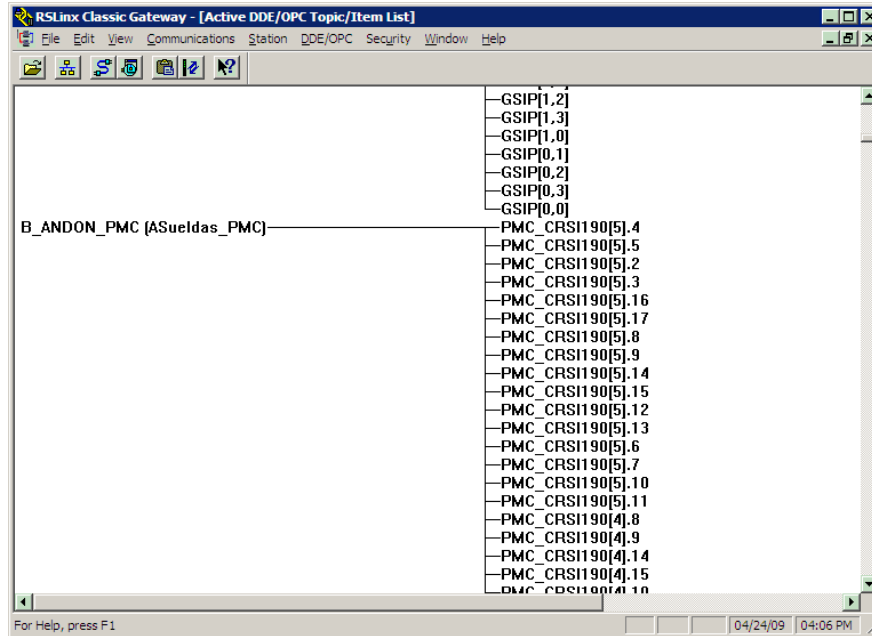 RSLinx Classic Gateway - [Active DDE/OPC Topic/Item List]
File Edit View Communications Station DDE/OPC Security Window Help
GSIP[1,2]
GSIP[1,3]
GSIP[1,0]
GSIP[0,1]
GSIP[0,2]
GSIP[0,3]
GSIP[0,0]
B_ANDON_PMC (ASueldas_PMC) PMC_CRSI190[5].4
PMC_CRSI190[5].5
PMC_CRSI190[5].2
PMC_CRSI190[5].3
PMC_CRSI190[5].16
PMC_CRSI190[5].17
PMC_CRSI190[5].8
PMC_CRSI190[5].9
PMC_CRSI190[5].14
PMC_CRSI190[5].15
PMC_CRSI190[5].12
PMC_CRSI190[5].13
PMC_CRSI190[5].6
PMC_CRSI190[5].7
PMC_CRSI190[5].10
PMC_CRSI190[5].11
PMC_CRSI190[4].8
PMC_CRSI190[4].9
PMC_CRSI190[4].14
PMC_CRSI190[4].15
PMC_CRSI190[4].10
For Help, press F1 04/24/09 04:06 PM